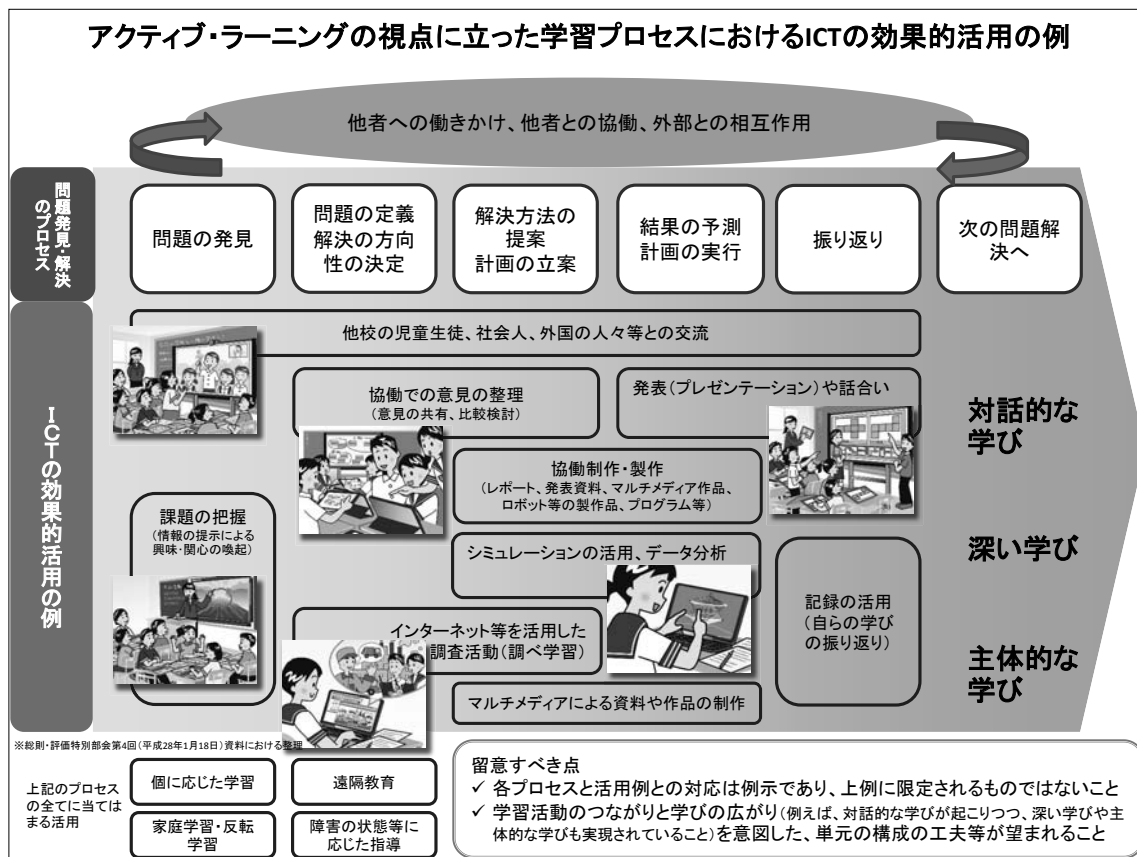 アクティブ・ラーニングの視点に立った学習プロセスにおけるICTの効果的活用の例
他者への働きかけ、他者との協働、外部との相互作用
問題発見・解決
のプロセス
問題の発見
問題の定義
解決の方向
性の決定
解決方法の
提案
計画の立案
結果の予測
計画の実行
振り返り
次の問題解
決へ
ICTの効果的活用の例
他校の児童生徒、社会人、外国の人々等との交流
協働での意見の整理
(意見の共有、比較検討)
発表(プレゼンテーション)や話合い
対話的な
学び
協働制作・製作
(レポート、発表資料、マルチメディア作品、
ロボット等の製作品、プログラム等)
課題の把握
(情報の提示による
興味・関心の喚起)
シミュレーションの活用、データ分析
深い学び
記録の活用
(自らの学び
の振り返り)
インターネット等を活用した
調査活動(調べ学習)
主体的な
学び
マルチメディアによる資料や作品の制作
※総則・評価特別部会第4回(平成28年1月18日)資料における整理
上記のプロセス
の全てに当ては
まる活用
個に応じた学習
遠隔教育
家庭学習・反転
学習
障害の状態等に
応じた指導
留意すべき点
✓ 各プロセスと活用例との対応は例示であり、上例に限定されるものではないこと
✓ 学習活動のつながりと学びの広がり(例えば、対話的な学びが起こりつつ、深い学びや主
体的な学びも実現されていること)を意図した、単元の構成の工夫等が望まれること